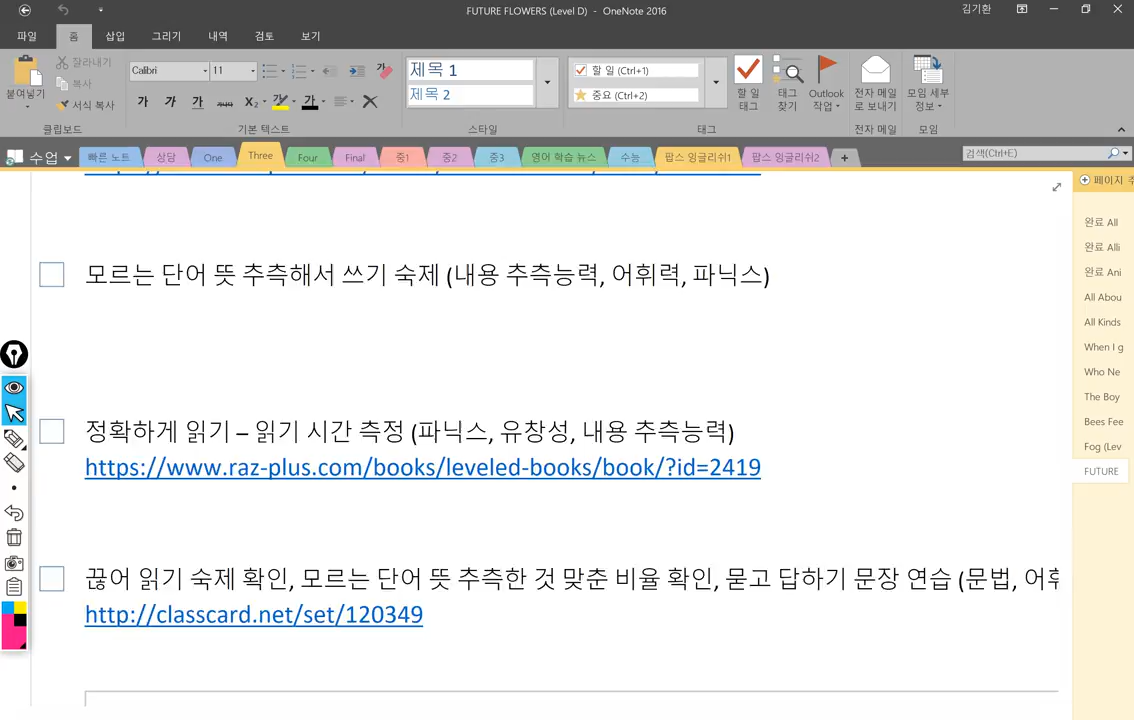 FUTURE FLOWERS (Level D) - OneNote 2016
김기환
파일 홈 삽입 그리기 내역 검토 보기
붙여넣기
잘라내기
복사
서식 복사
클립보드
Calibri 11
가 가 가 abc X₂ 가
기본 텍스트
제목 1
제목 2
스타일
할 일 (Ctrl+1)
중요 (Ctrl+2)
할 일 태그
태그 찾기
태그
Outlook 작업
전자 메일로 보내기
전자 메일
모임 세부 정보
모임
수업 빠른 노트 상담 One Three Four Final 중1 중2 중3 영어 학습 뉴스 수능 팝스 잉글리쉬1 팝스 잉글리쉬2 +
검색(Ctrl+E)
모르는 단어 뜻 추측해서 쓰기 숙제 (내용 추측능력, 어휘력, 파닉스)
정확하게 읽기 – 읽기 시간 측정 (파닉스, 유창성, 내용 추측능력)
https://www.raz-plus.com/books/leveled-books/book/?id=2419
끊어 읽기 숙제 확인, 모르는 단어 뜻 추측한 것 맞춘 비율 확인, 묻고 답하기 문장 연습 (문법, 어휘
http://classcard.net/set/120349
페이지 추
완료 All
완료 Alli
완료 Ani
All Abou
All Kinds
When I g
Who Ne
The Boy
Bees Fee
Fog (Lev
FUTURE